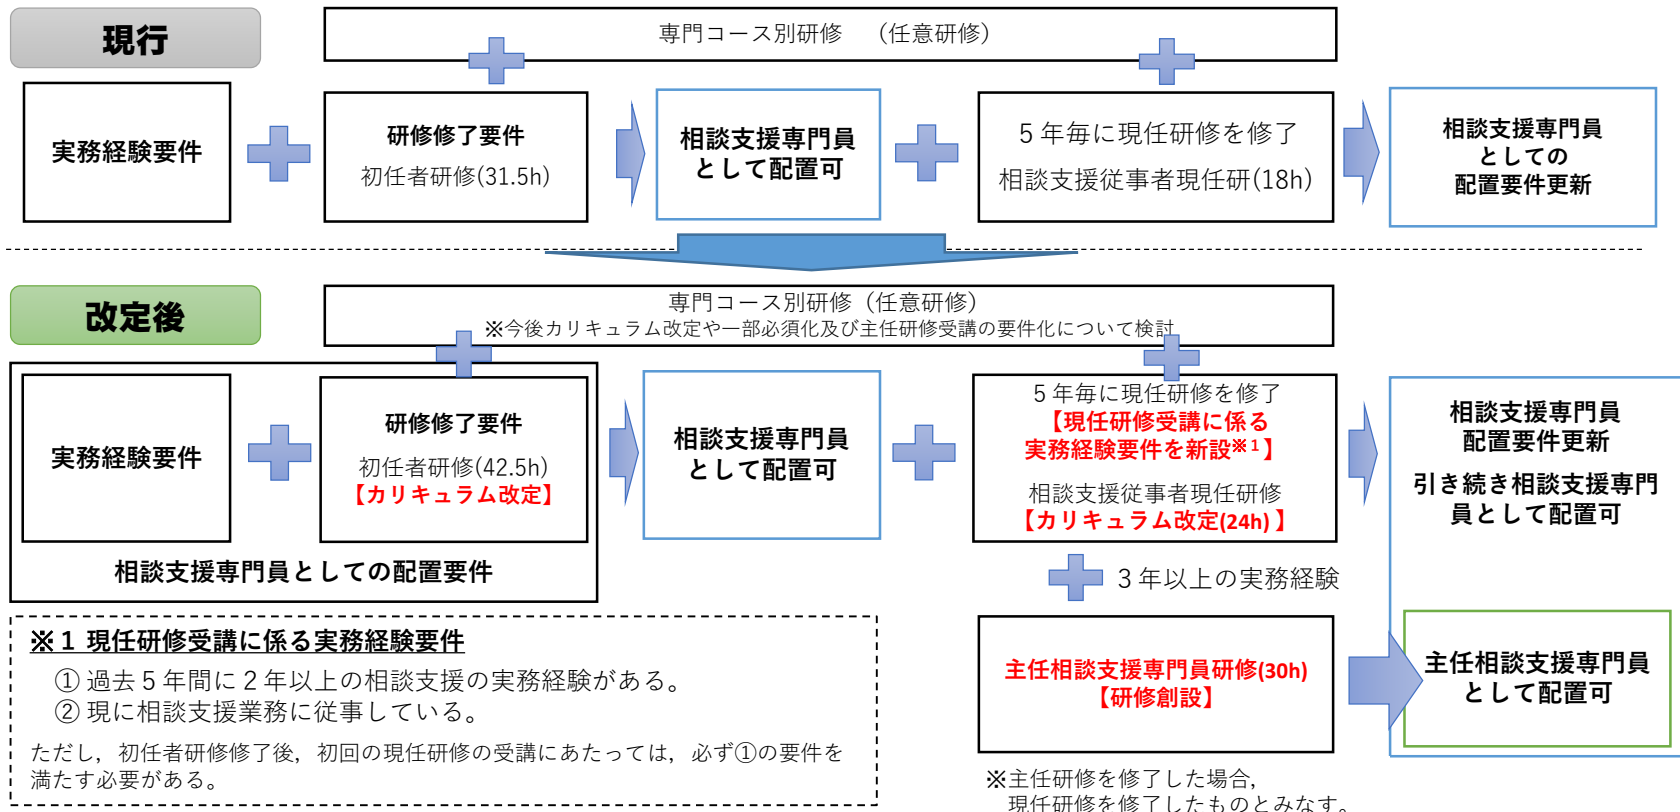 現行
専門コース別研修　（任意研修）
実務経験要件
研修修了要件
初任者研修(31.5h)
相談支援専門員
として配置可
５年毎に現任研修を修了
相談支援従事者現任研(18h)
相談支援専門員
としての
配置要件更新
改定後
専門コース別研修（任意研修）
※今後カリキュラム改定や一部必須化及び主任研修受講の要件化について検討
実務経験要件
研修修了要件
初任者研修(42.5h)
【カリキュラム改定】
相談支援専門員としての配置要件
相談支援専門員
として配置可
５年毎に現任研修を修了
【現任研修受講に係る
実務経験要件を新設※１】
相談支援従事者現任研修
【カリキュラム改定(24h) 】
相談支援専門員
配置要件更新
引き続き相談支援専門
員として配置可
３年以上の実務経験
主任相談支援専門員研修(30h)
【研修創設】
主任相談支援専門員
として配置可
※主任研修を修了した場合，
現任研修を修了したものとみなす。
※１ 現任研修受講に係る実務経験要件
① 過去５年間に２年以上の相談支援の実務経験がある。
② 現に相談支援業務に従事している。
ただし，初任者研修修了後，初回の現任研修の受講にあたっては，必ず①の要件を
満たす必要がある。